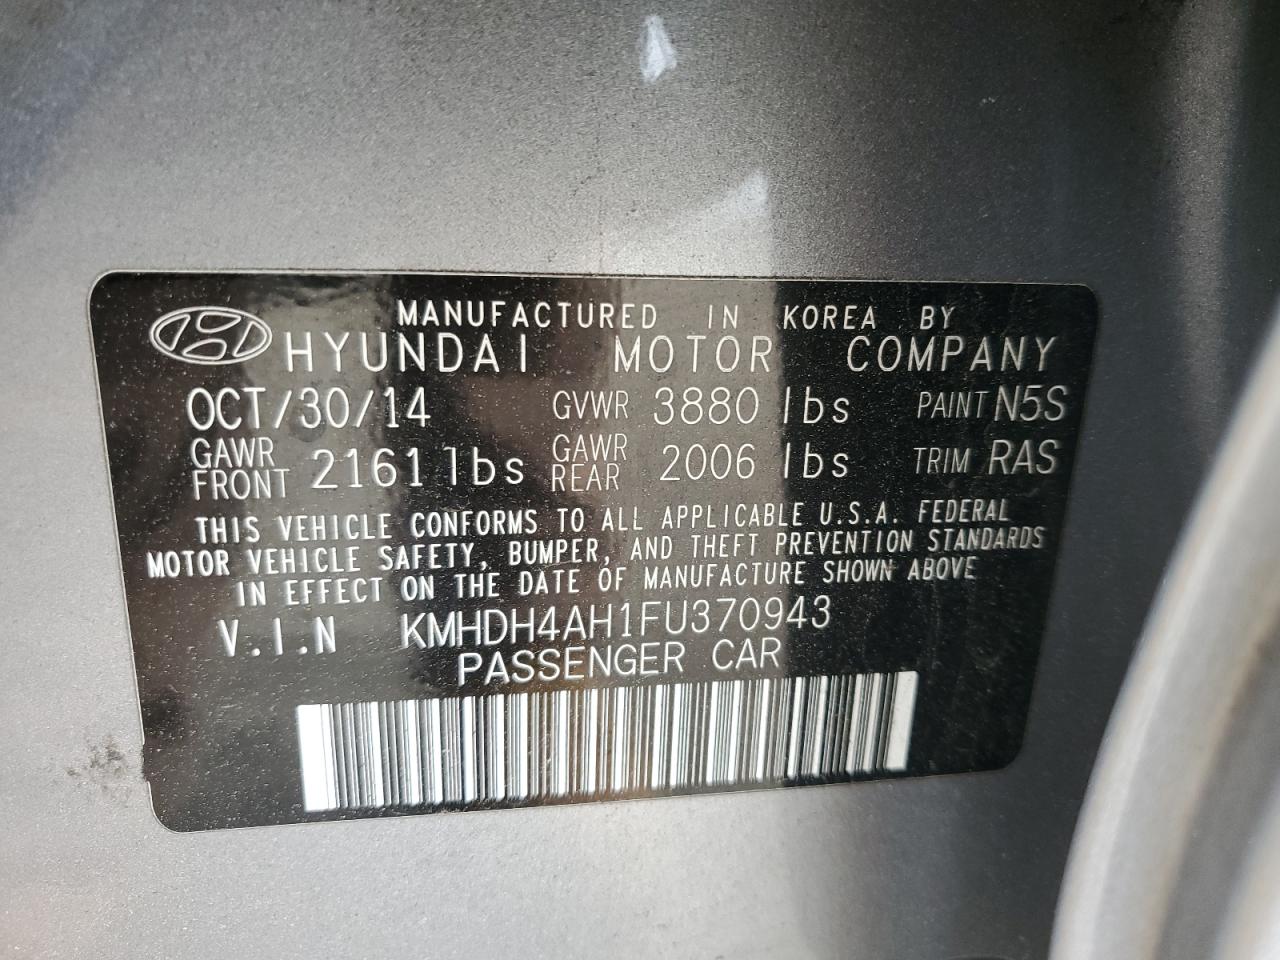 MANUFACTURED IN KOREA BY
HYUNDAI MOTOR COMPANY
OCT/30/14 GVWR 3880 lbs PAINT N5S
GAWR FRONT 2161 lbs GAWR REAR 2006 lbs TRIM RAS
THIS VEHICLE CONFORMS TO ALL APPLICABLE U.S.A. FEDERAL
MOTOR VEHICLE SAFETY, BUMPER, AND THEFT PREVENTION STANDARDS
IN EFFECT ON THE DATE OF MANUFACTURE SHOWN ABOVE
V.I.N KMHDH4AH1FU370943
PASSENGER CAR